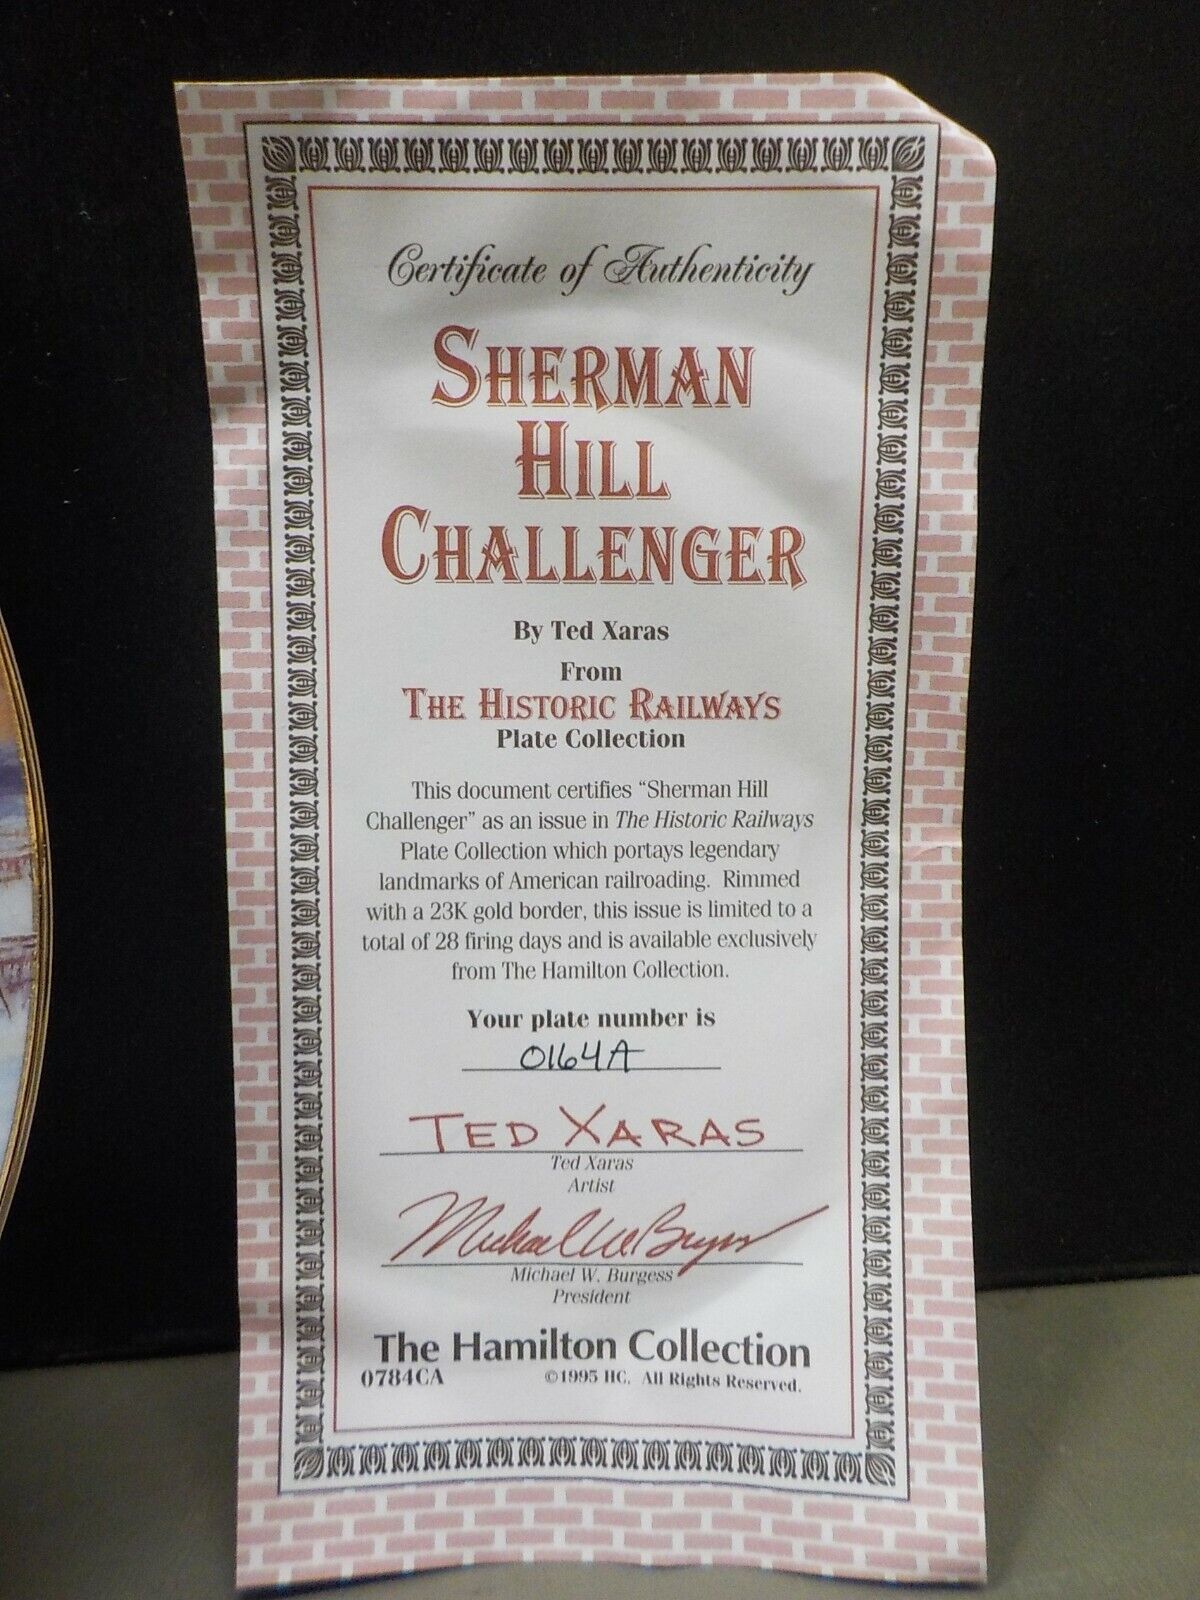 Certificate of Authenticity
SHERMAN
HILL
CHALLENGER
By Ted Xaras
From
THE HISTORIC RAILWAYS
Plate Collection
This document certifies “Sherman Hill
Challenger” as an issue in The Historic Railways
Plate Collection which portays legendary
landmarks of American railroading. Rimmed
with a 23K gold border, this issue is limited to a
total of 28 firing days and is available exclusively
from The Hamilton Collection.
Your plate number is
0164A
TED XARAS
Ted Xaras
Artist
Michael W Burgess
Michael W. Burgess
President
The Hamilton Collection
0784CA ©1995 HC. All Rights Reserved.